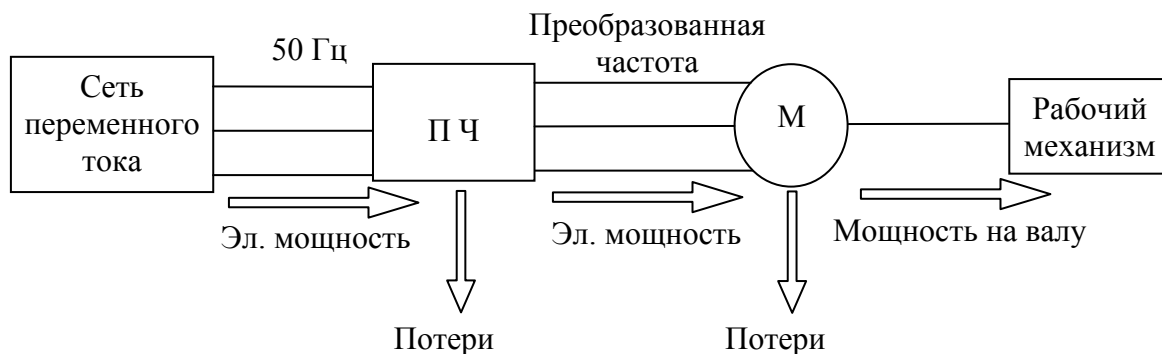 50 Гц
Преобразованная
частота
Сеть
переменного
тока
П Ч
М
Рабочий
механизм
Эл. мощность
Эл. мощность
Мощность на валу
Потери
Потери